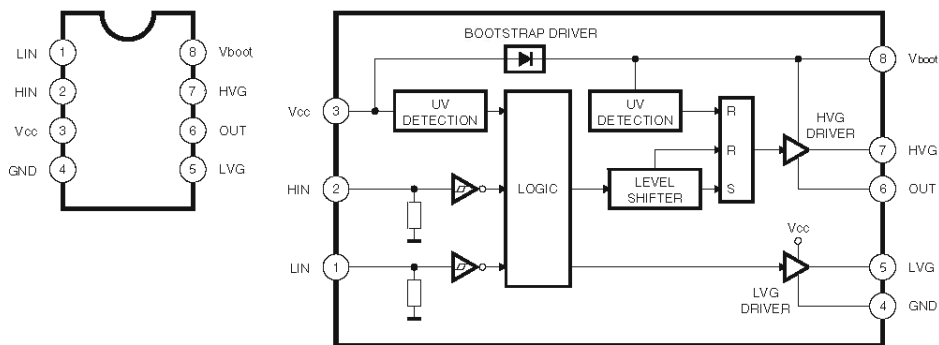 LIN 1
HIN 2
Vcc 3
GND 4
8 Vboot
7 HVG
6 OUT
5 LVG
BOOTSTRAP DRIVER
8 Vboot
Vcc 3
UV
DETECTION
UV
DETECTION
R
HVG
DRIVER
R
7 HVG
HIN 2
LOGIC
LEVEL
SHIFTER
S
6 OUT
Vcc
LIN 1
5 LVG
LVG
DRIVER
4 GND